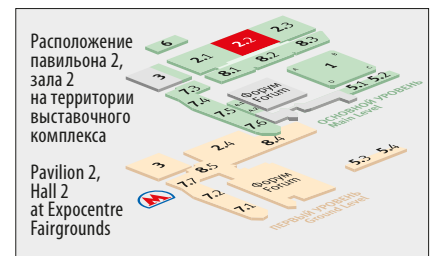 Расположение
павильона 2,
зала 2
на территории
выставочного
комплекса
Pavilion 2,
Hall 2
at Expocentre
Fairgrounds
6
2.1
2.2
2.3
3
8.1
8.2
8.3
1
7.3
7.4
7.5
7.6
Форум
Forum
5.1
5.2
ОСНОВНОЙ УРОВЕНЬ
Main Level
3
2.4
8.4
8.5
7.7
7.2
7.1
Форум
Forum
5.3
5.4
ПЕРВЫЙ УРОВЕНЬ
Ground Level